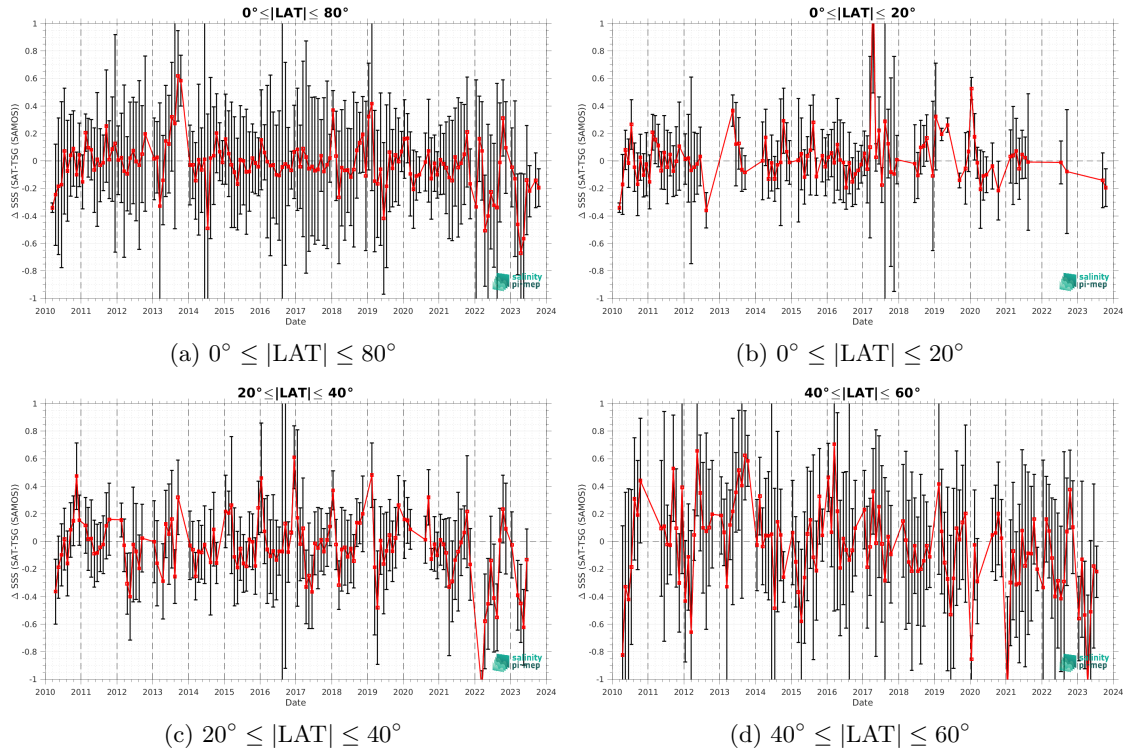 0°≤|LAT|≤ 80°
Δ SSS (SAT-TSG (SAMOS))
1
0.8
0.6
0.4
0.2
0
-0.2
-0.4
-0.6
-0.8
-1
2010 2011 2012 2013 2014 2015 2016 2017 2018 2019 2020 2021 2022 2023 2024
Date
salinity
pi-mep
(a) 0° ≤ |LAT| ≤ 80°
0°≤|LAT|≤ 20°
Δ SSS (SAT-TSG (SAMOS))
1
0.8
0.6
0.4
0.2
0
-0.2
-0.4
-0.6
-0.8
-1
2010 2011 2012 2013 2014 2015 2016 2017 2018 2019 2020 2021 2022 2023 2024
Date
salinity
pi-mep
(b) 0° ≤ |LAT| ≤ 20°
20°≤|LAT|≤ 40°
Δ SSS (SAT-TSG (SAMOS))
1
0.8
0.6
0.4
0.2
0
-0.2
-0.4
-0.6
-0.8
-1
2010 2011 2012 2013 2014 2015 2016 2017 2018 2019 2020 2021 2022 2023 2024
Date
salinity
pi-mep
(c) 20° ≤ |LAT| ≤ 40°
40°≤|LAT|≤ 60°
Δ SSS (SAT-TSG (SAMOS))
1
0.8
0.6
0.4
0.2
0
-0.2
-0.4
-0.6
-0.8
-1
2010 2011 2012 2013 2014 2015 2016 2017 2018 2019 2020 2021 2022 2023 2024
Date
salinity
pi-mep
(d) 40° ≤ |LAT| ≤ 60°